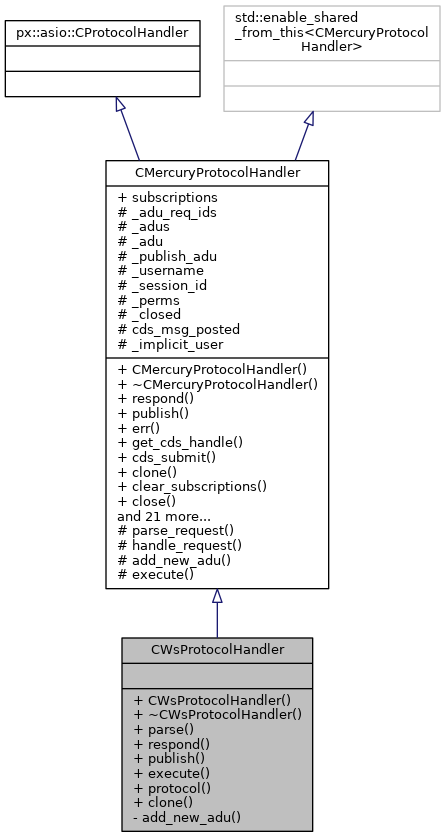 px::asio::CProtocolHandler
std::enable_shared
_from_this<CMercuryProtocol
Handler>
CMercuryProtocolHandler
+ subscriptions
# _adu_req_ids
# _adus
# _adu
# _publish_adu
# _username
# _session_id
# _perms
# _closed
# cds_msg_posted
# _implicit_user
+ CMercuryProtocolHandler()
+ ~CMercuryProtocolHandler()
+ respond()
+ publish()
+ err()
+ get_cds_handle()
+ cds_submit()
+ clone()
+ clear_subscriptions()
+ close()
and 21 more...
# parse_request()
# handle_request()
# add_new_adu()
# execute()
CWsProtocolHandler
+ CWsProtocolHandler()
+ ~CWsProtocolHandler()
+ parse()
+ respond()
+ publish()
+ execute()
+ protocol()
+ clone()
- add_new_adu()